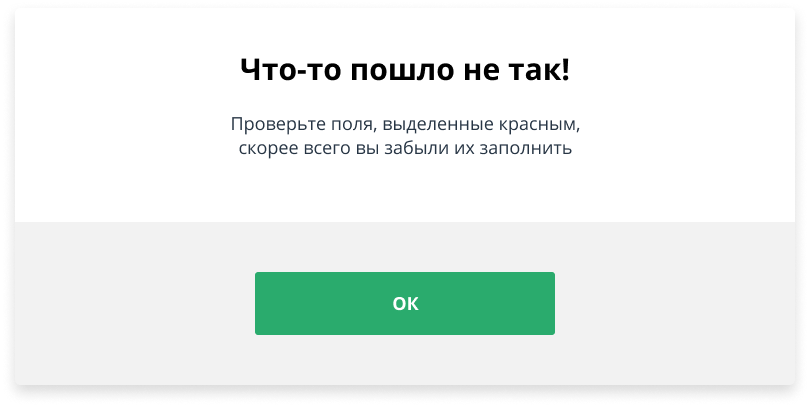 Что-то пошло не так!
Проверьте поля, выделенные красным,
скорее всего вы забыли их заполнить
ОК